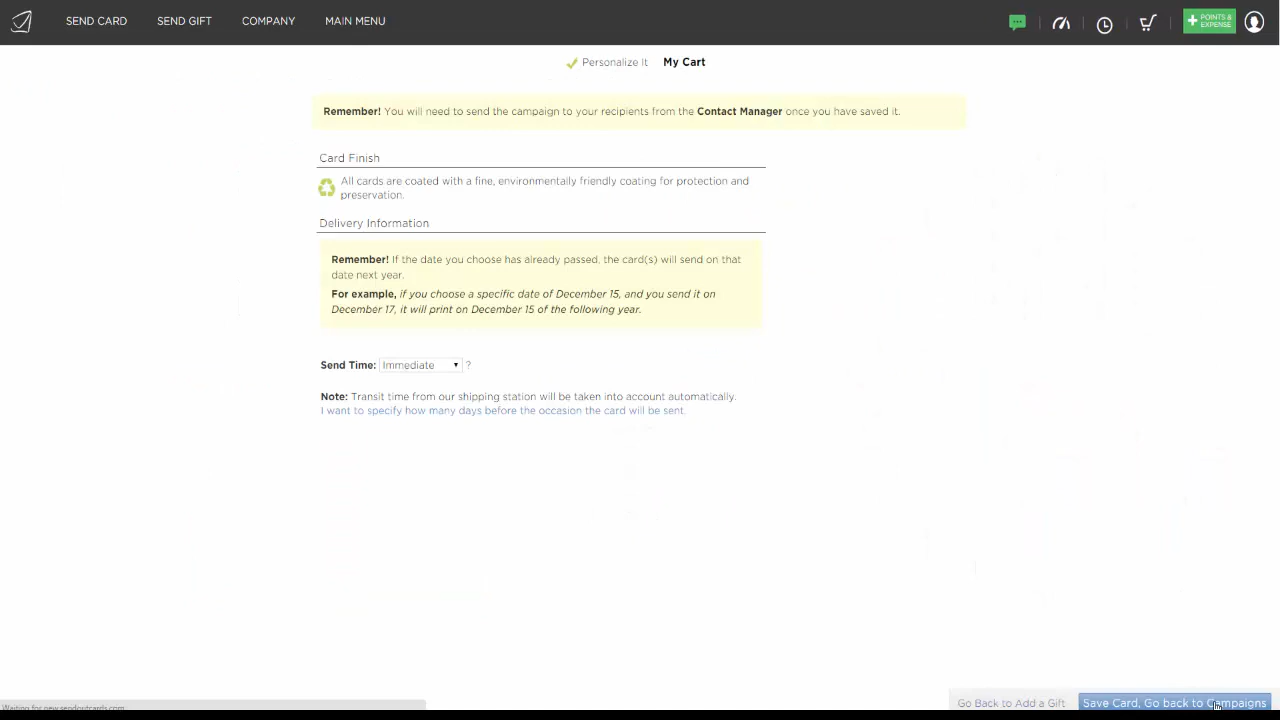 SEND CARD SEND GIFT COMPANY MAIN MENU + POINTS & EXPENSE
Personalize It My Cart
Remember! You will need to send the campaign to your recipients from the Contact Manager once you have saved it.
Card Finish
All cards are coated with a fine, environmentally friendly coating for protection and
preservation.
Delivery Information
Remember! If the date you choose has already passed, the card(s) will send on that
date next year.
For example, if you choose a specific date of December 15, and you send it on
December 17, it will print on December 15 of the following year.
Send Time: Immediate ?
Note: Transit time from our shipping station will be taken into account automatically.
I want to specify how many days before the occasion the card will be sent.
Go Back to Add a Gift Save Card, Go back to Campaigns
Waiting for new.sendoutcards.com